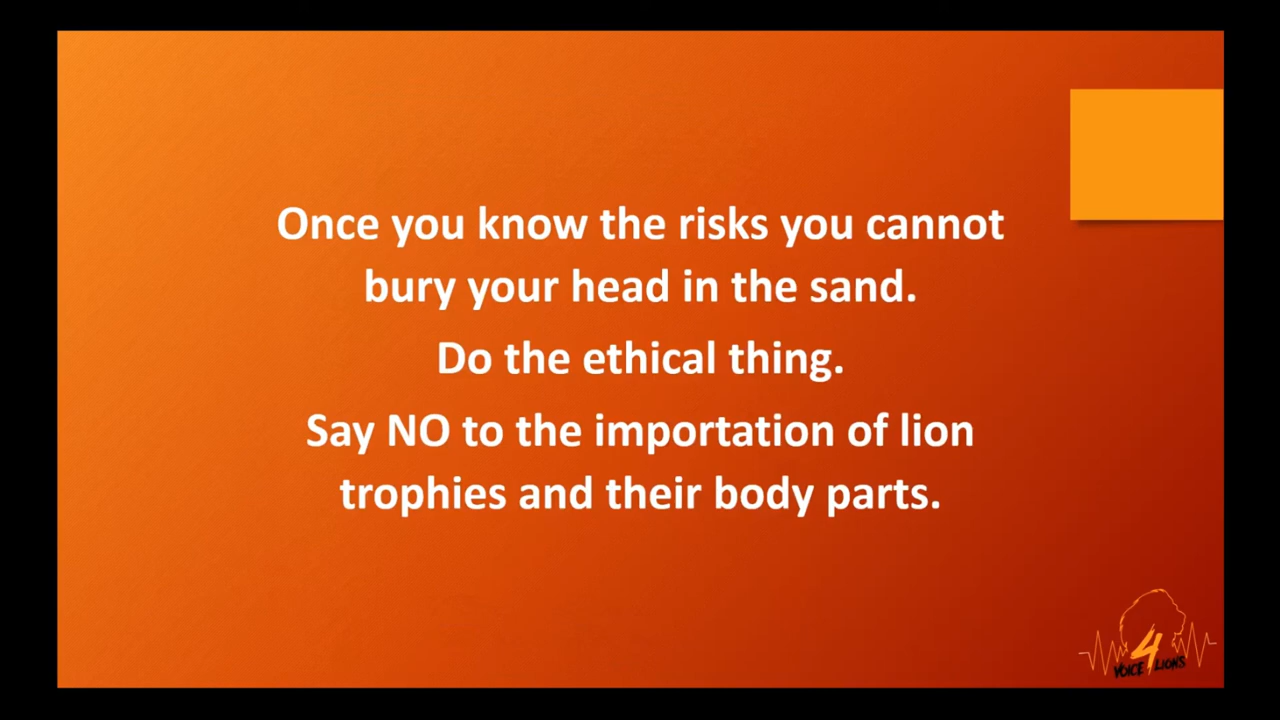 Once you know the risks you cannot
bury your head in the sand.
Do the ethical thing.
Say NO to the importation of lion
trophies and their body parts.
VOICE 4 LIONS